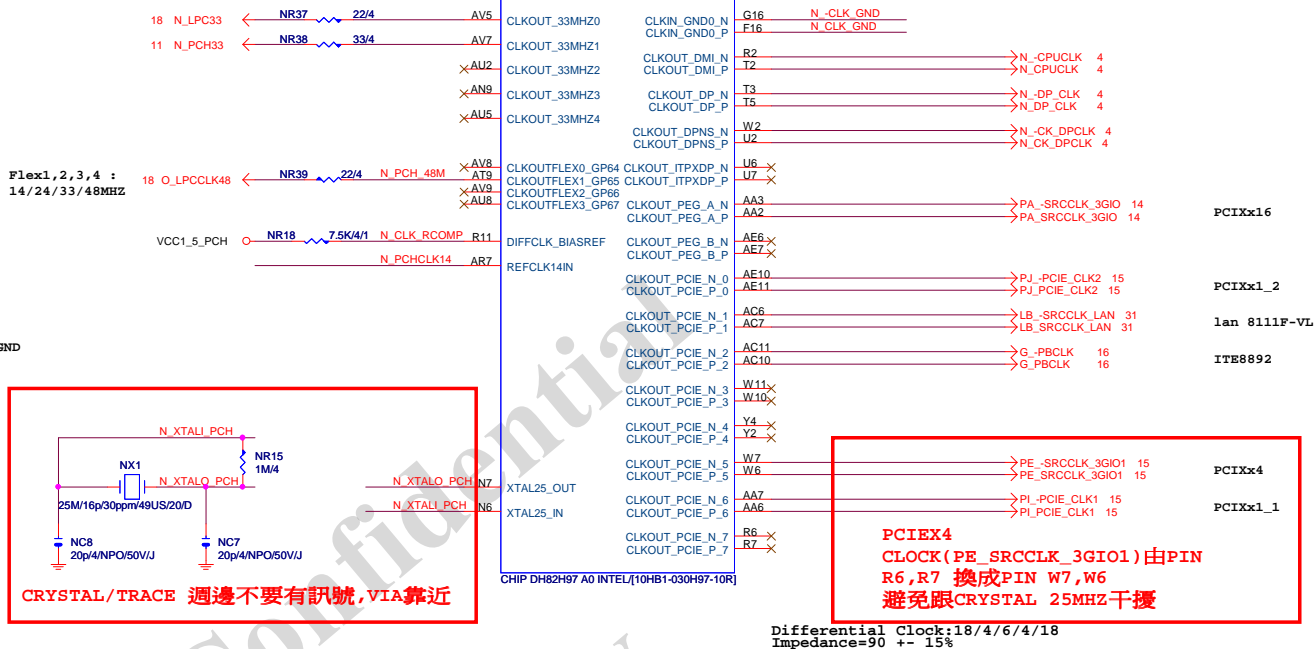 18 N_LPC33 NR37 22/4 AV5 CLKOUT_33MHZ0
11 N_PCH33 NR38 33/4 AV7 CLKOUT_33MHZ1
AU2 CLKOUT_33MHZ2
AN9 CLKOUT_33MHZ3
AU5 CLKOUT_33MHZ4
Flex1,2,3,4 :
14/24/33/48MHZ
AV8 CLKOUTFLEX0_GP64
18 O_LPCCLK48 NR39 22/4 N_PCH_48M AT9 CLKOUTFLEX1_GP65
AV9 CLKOUTFLEX2_GP66
AU8 CLKOUTFLEX3_GP67
VCC1_5_PCH NR18 7.5K/4/1 N_CLK_RCOMP R11 DIFFCLK_BIASREF
N_PCHCLK14 AR7 REFCLK14IN
GND
N_XTALI_PCH
NR15
1M/4
NX1
N_XTALO_PCH
25M/16p/30ppm/49US/20/D
NC8
20p/4/NPO/50V/J
NC7
20p/4/NPO/50V/J
CRYSTAL/TRACE 週邊不要有訊號,VIA靠近
N_XTALO_PCH N7 XTAL25_OUT
N_XTALI_PCH N6 XTAL25_IN
CLKIN_GND0_N G16 N_-CLK_GND
CLKIN_GND0_P F16 N_CLK_GND
CLKOUT_DMI_N R2 N_-CPUCLK 4
CLKOUT_DMI_P T2 N_CPUCLK 4
CLKOUT_DP_N T3 N_-DP_CLK 4
CLKOUT_DP_P T5 N_DP_CLK 4
CLKOUT_DPNS_N W2 N_-CK_DPCLK 4
CLKOUT_DPNS_P U2 N_CK_DPCLK 4
CLKOUT_ITPXDP_N U6
CLKOUT_ITPXDP_P U7
CLKOUT_PEG_A_N AA3 PA_-SRCCLK_3GIO 14
CLKOUT_PEG_A_P AA2 PA_SRCCLK_3GIO 14
PCIXx16
CLKOUT_PEG_B_N AE6
CLKOUT_PEG_B_P AE7
CLKOUT_PCIE_N_0 AE10 PJ_-PCIE_CLK2 15
CLKOUT_PCIE_P_0 AE11 PJ_PCIE_CLK2 15
PCIXx1_2
CLKOUT_PCIE_N_1 AC6 LB_-SRCCLK_LAN 31
CLKOUT_PCIE_P_1 AC7 LB_SRCCLK_LAN 31
lan 8111F-VL
CLKOUT_PCIE_N_2 AC11 G_-PBCLK 16
CLKOUT_PCIE_P_2 AC10 G_PBCLK 16
ITE8892
CLKOUT_PCIE_N_3 W11
CLKOUT_PCIE_P_3 W10
CLKOUT_PCIE_N_4 Y4
CLKOUT_PCIE_P_4 Y2
CLKOUT_PCIE_N_5 W7 PE_-SRCCLK_3GIO1 15
CLKOUT_PCIE_P_5 W6 PE_SRCCLK_3GIO1 15
PCIXx4
CLKOUT_PCIE_N_6 AA7 PI_-PCIE_CLK1 15
CLKOUT_PCIE_P_6 AA6 PI_PCIE_CLK1 15
PCIXx1_1
CLKOUT_PCIE_N_7 R6
CLKOUT_PCIE_P_7 R7
PCIEX4
CLOCK(PE_SRCCLK_3GIO1)由PIN
R6,R7 換成PIN W7,W6
避免跟CRYSTAL 25MHZ干擾
CHIP DH82H97 A0 INTEL/[10HB1-030H97-10R]
Differential Clock:18/4/6/4/18
Impedance=90 +- 15%
Confidential